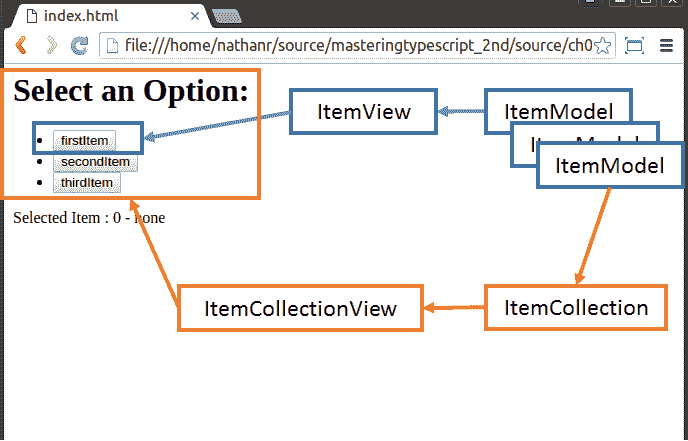 index.html
file:///home/nathanr/source/masteringtypescript_2nd/source/ch0
Select an Option:
ItemView
ItemModel
firstItem
secondItem
ItemModel
thirdItem
Selected Item : 0 - none
ItemCollectionView
ItemCollection